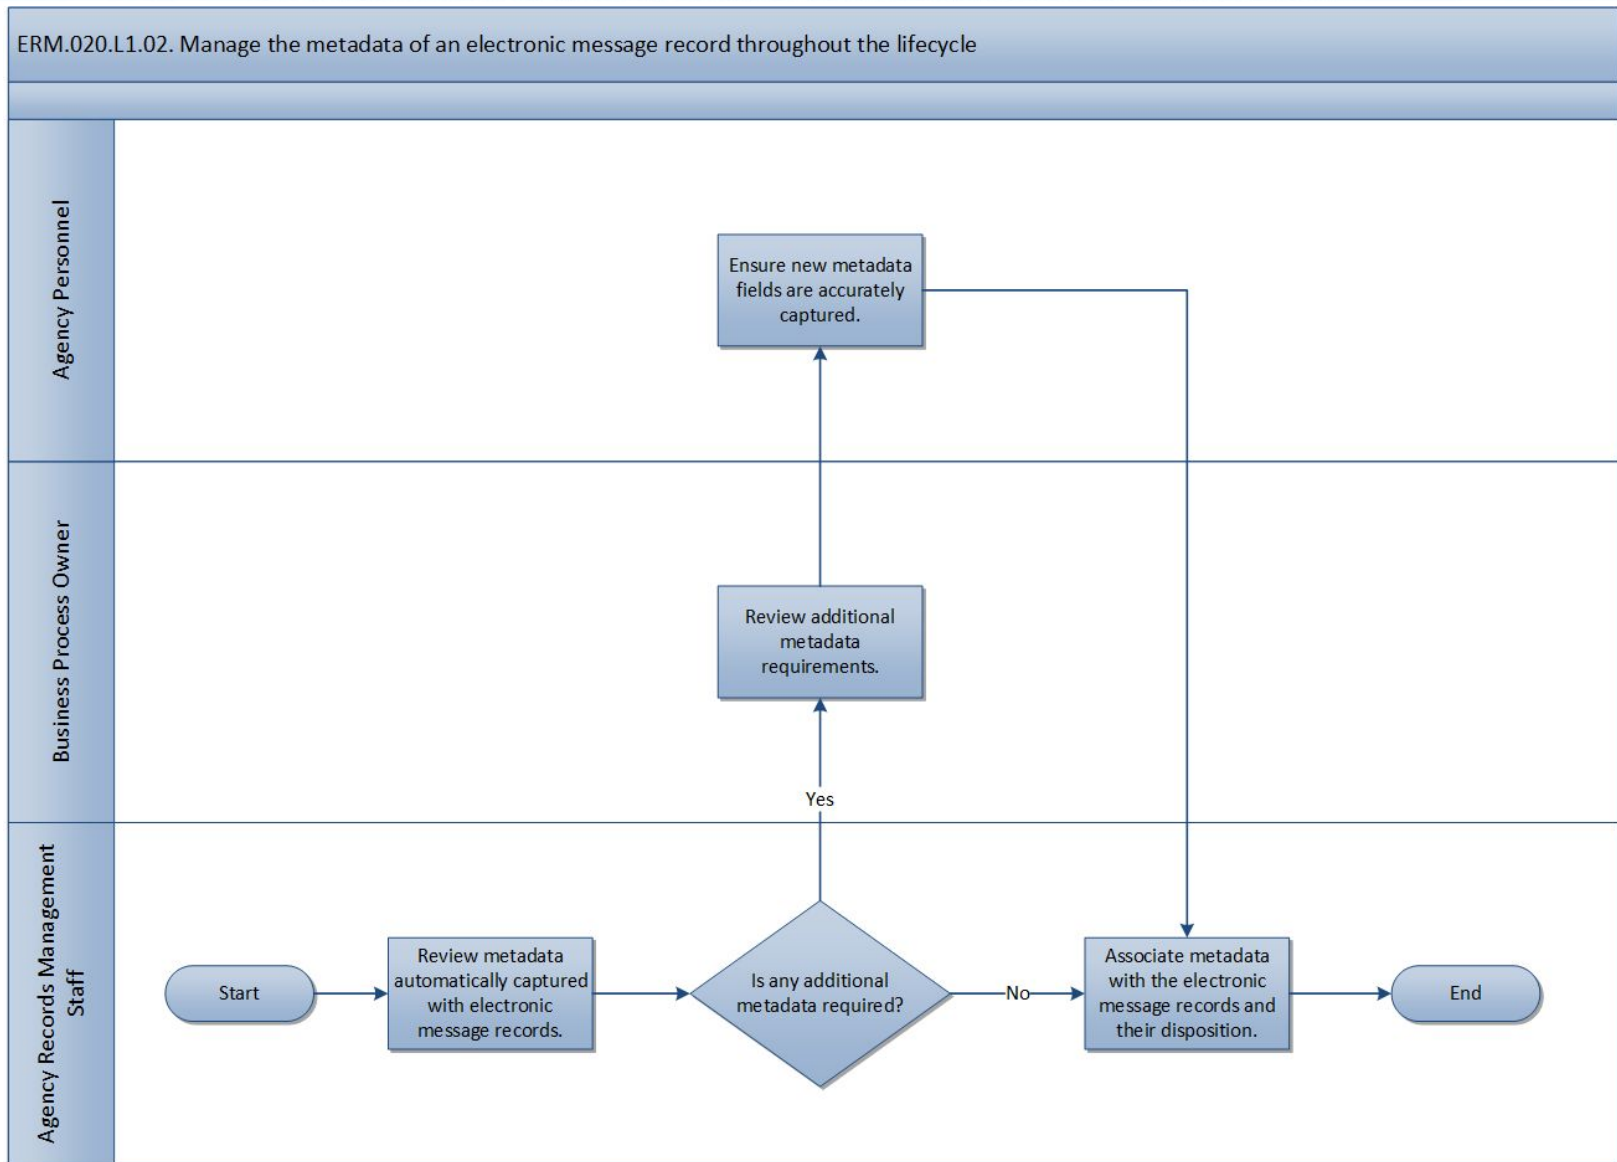 ERM.020.L1.02. Manage the metadata of an electronic message record throughout the lifecycle
Agency Personnel
Ensure new metadata
fields are accurately
captured.
Business Process Owner
Review additional
metadata
requirements.
Yes
Agency Records Management
Staff
Start
Review metadata
automatically captured
with electronic
message records.
Is any additional
metadata required?
No
Associate metadata
with the electronic
message records and
their disposition.
End